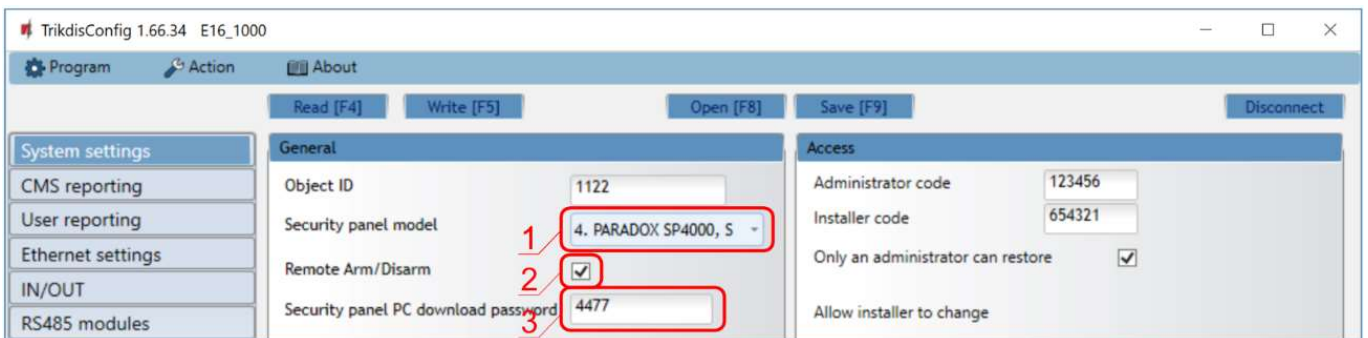 TrikdisConfig 1.66.34 E16_1000
Program Action About
Read [F4] Write [F5] Open [F8] Save [F9] Disconnect
System settings
CMS reporting
User reporting
Ethernet settings
IN/OUT
RS485 modules
General
Object ID 1122
Security panel model 1 4. PARADOX SP4000, S
Remote Arm/Disarm 2
Security panel PC download password 3 4477
Access
Administrator code 123456
Installer code 654321
Only an administrator can restore
Allow installer to change